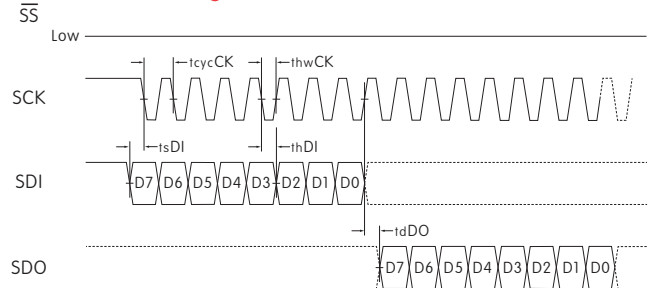 SS
Low
tcycCK
thwCK
SCK
tsDI
thDI
SDI
D7 D6 D5 D4 D3 D2 D1 D0
tdDO
SDO
D7 D6 D5 D4 D3 D2 D1 D0